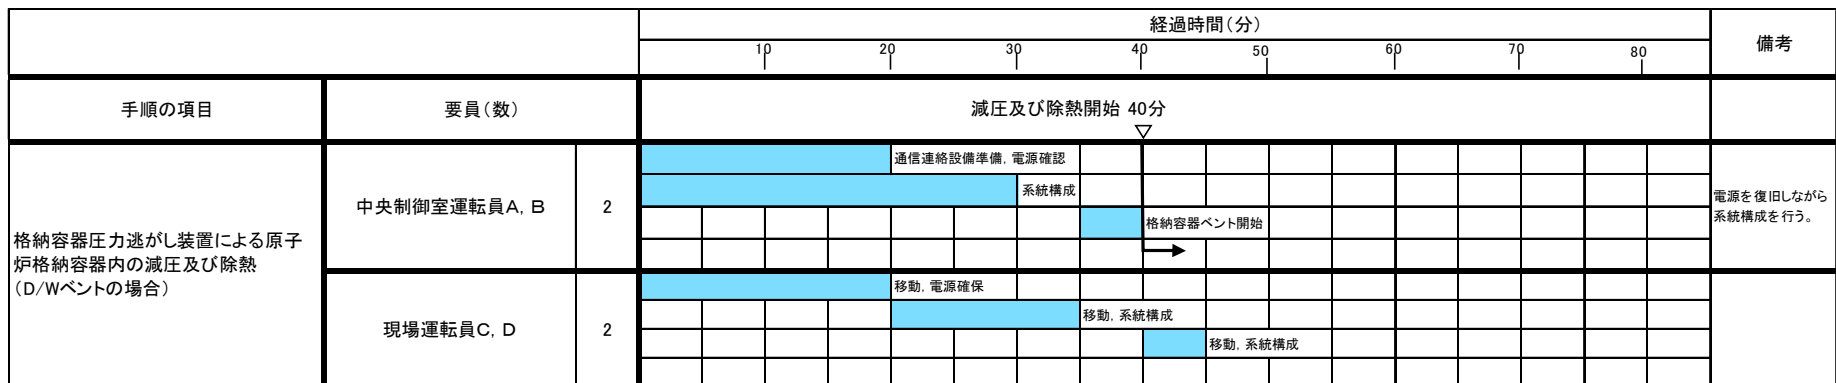 経過時間（分）
備考
10 20 30 40 50 60 70 80
手順の項目
要員（数）
減圧及び除熱開始 40分
格納容器圧力逃がし装置による原子
炉格納容器内の減圧及び除熱
（D/Wベントの場合）
中央制御室運転員A，B
2
通信連絡設備準備，電源確認
系統構成
格納容器ベント開始
電源を復旧しながら
系統構成を行う。
現場運転員C，D
2
移動，電源確保
移動，系統構成
移動，系統構成